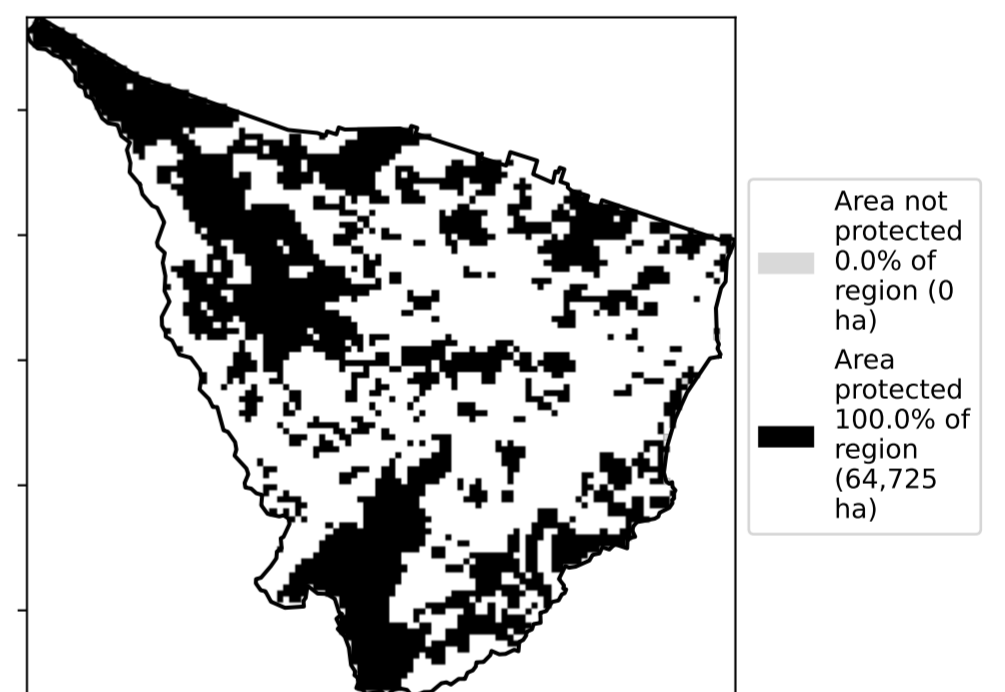 Area not
protected
0.0% of
region (0
ha)
Area
protected
100.0% of
region
(64,725
ha)